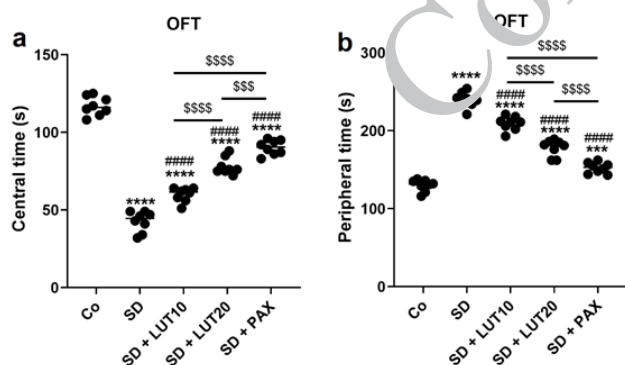 a
OFT
Central time (s)
150
100
50
0
$$$$
$$$
$$$$
####
####
####
****
****
****
****
Co
SD
SD + LUT10
SD + LUT20
SD + PAX
b
OFT
Peripheral time (s)
300
200
100
0
$$$$
$$$$
$$$$
****
####
****
####
****
####
***
Co
SD
SD + LUT10
SD + LUT20
SD + PAX